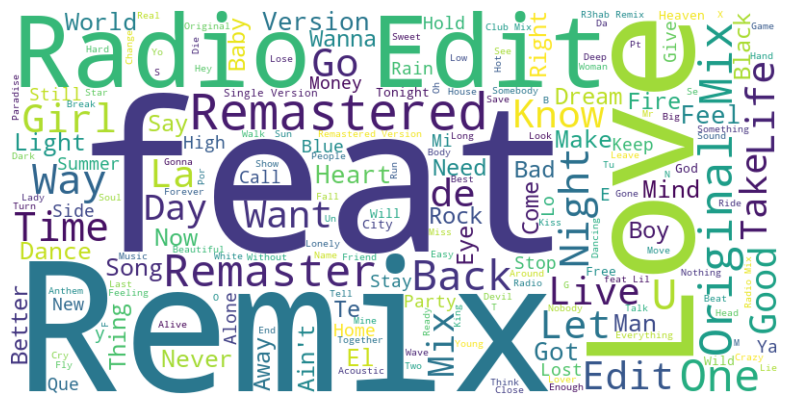 feat
Remix
Love
Radio Edit
Remastered
Remaster
Original Mix
World
Version
Baby
Hold
Wanna
Go
Money
Rain
Right
Give
Black
Heaven
R3hab Remix
X
Game
Real
Original
Change
Hard
Yo
Hey
Die
S
Lose
Sweet
Low
Club Mix
Hot
See
Da
Deep
Pt
Woman
Hand
Paradise
Still
Star
Break
Single Version
Tonight
On
House
Save
Somebody
B
Dream
Fire
Se
Mr
Big
Something
Sound
Girl
Say
Know
Feel
Life
Light
High
Walk
Sun
Remastered Version
Blue
People
Mi
Body
Long
Look
Make
Keep
Leave
Dark
Summer
Gonna
Way
La
Call
Show
Run
Heart
Need
Best
Bad
Tu
God
Mind
Take
Lady
Turn
Soul
Por
Forever
Fall
Un
Want
Will
City
de
Rock
Come
Lo
Kiss
E
Gone
N
Ride
Time
Side
Day
Eye
Night
Boy
Dancing
Move
Dance
Now
Music
Beautiful
Lonely
Miss
Song
White
Without
Name
Friend
Easy
Back
Stop
Around
Radio
Free
feat Lil
Nothing
Radio Mix
Good
Better
Last
Feeling
Anthem
New
O
Stay
Party
Devil
T
G
Live
Nobody
Talk
Beat
Head
Thing
Y
F
Alive
Alone
Te
Tell
Mine
Home
Together
Mix
Ready
King
Let
Man
Everything
M
Ya
Cry
Fly
Never
Away
End
Ain't
El
Wave
Young
Got
Lost
Wild
Crazy
Lie
Que
Acoustic
Two
Think
Close
Lover
Enough
Edit
One